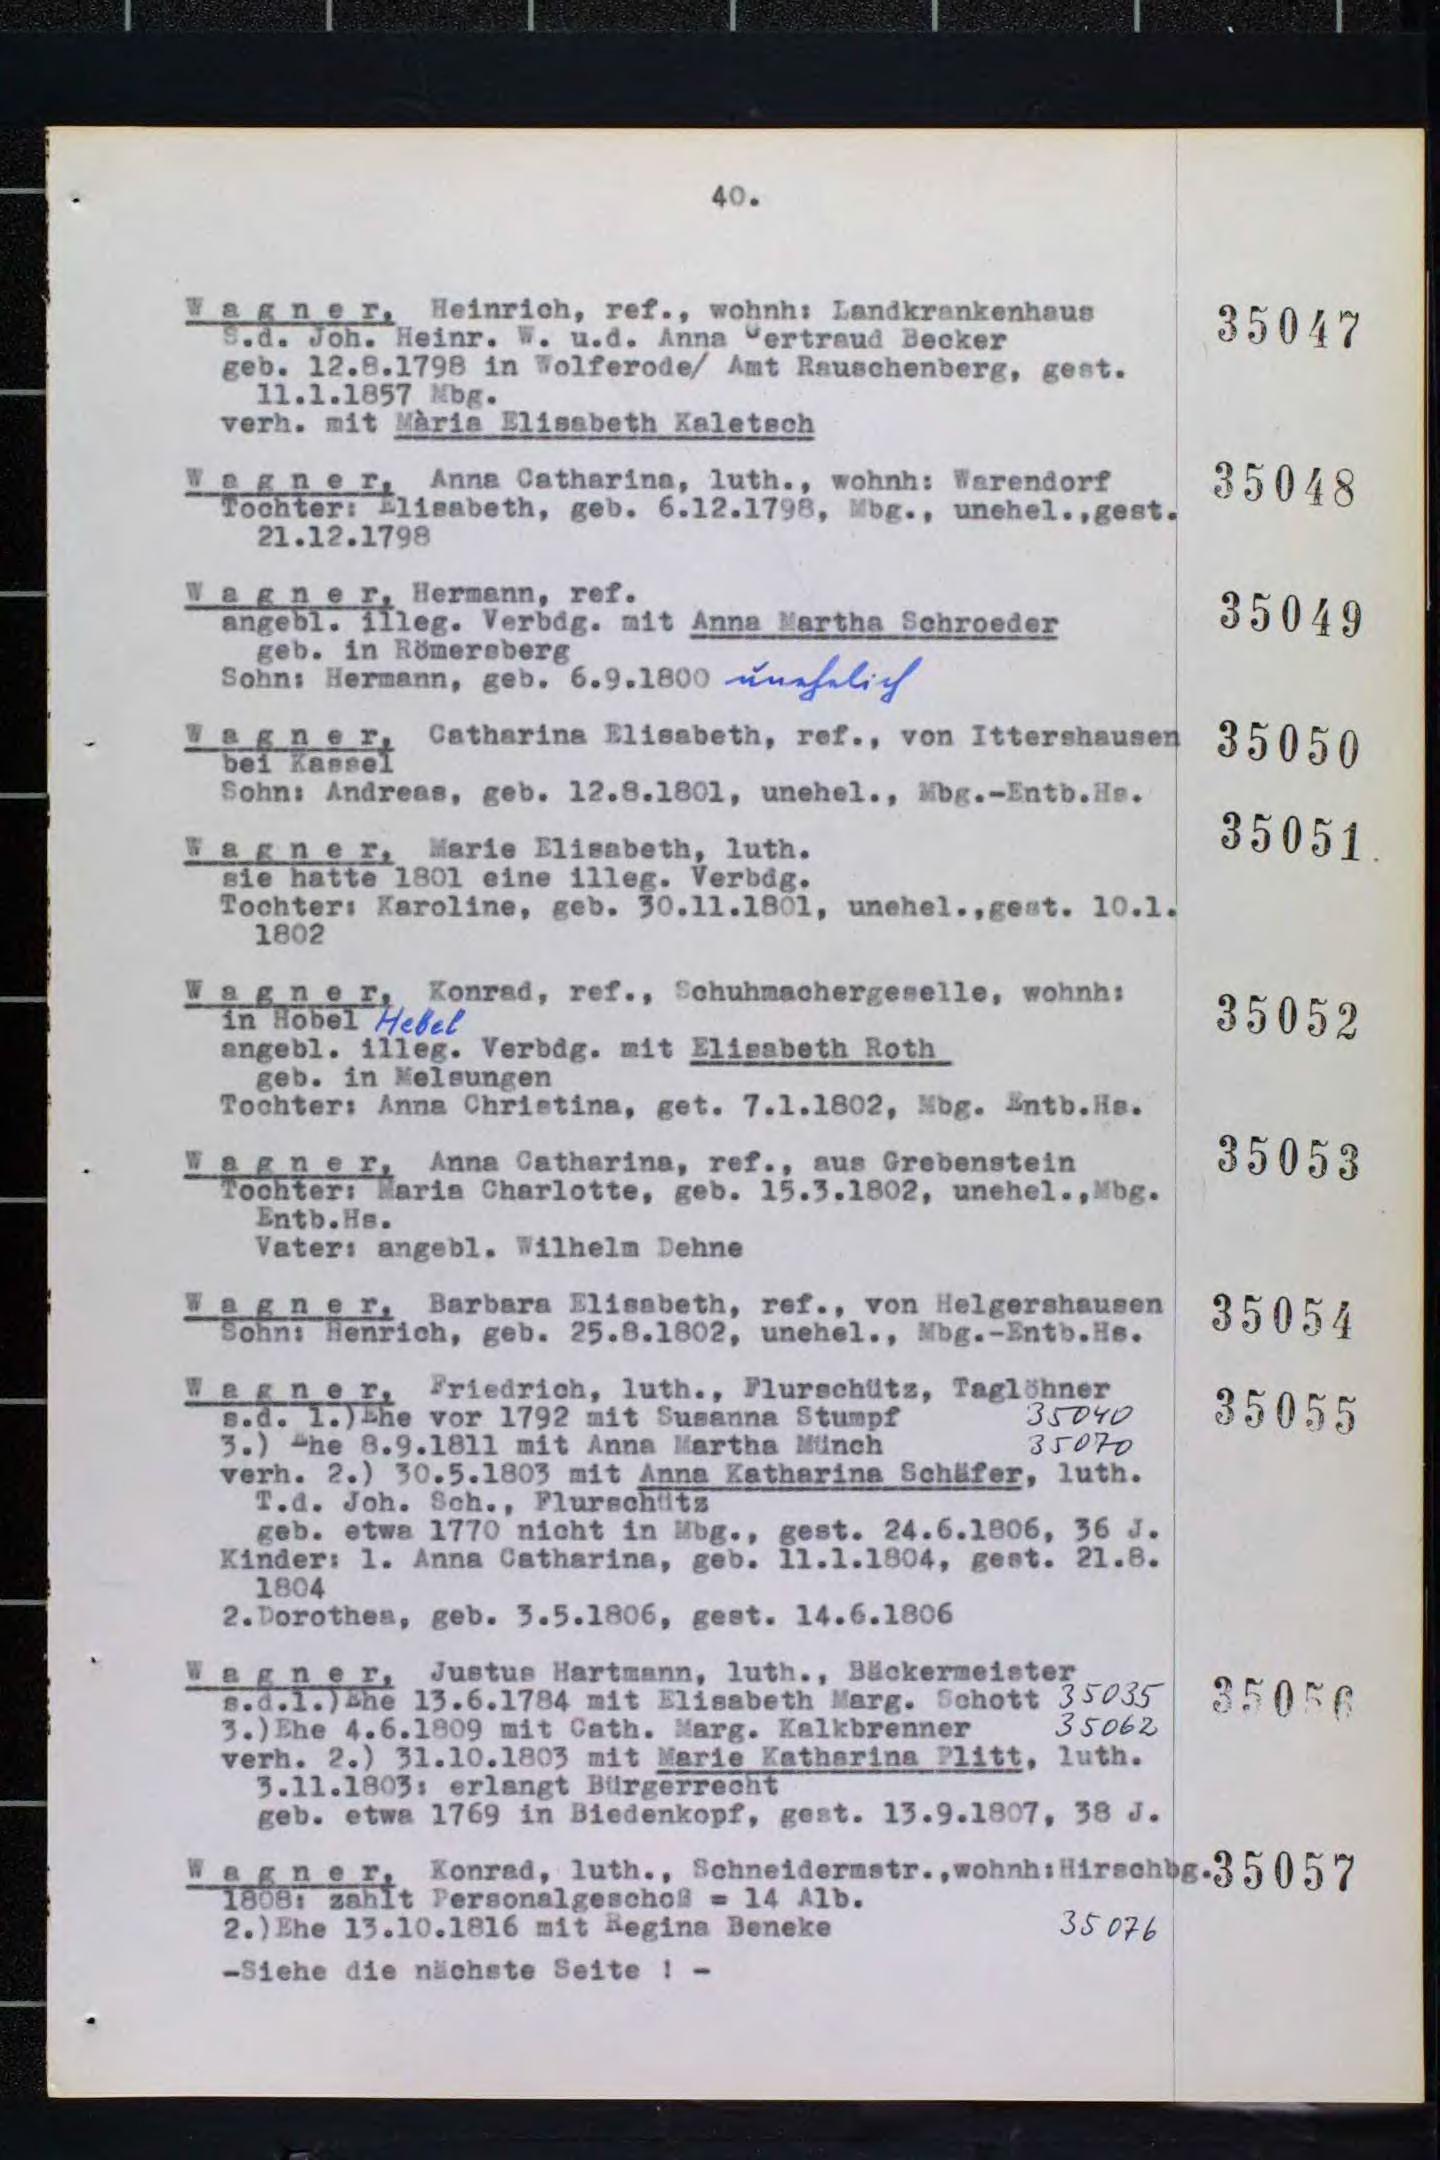 40.
W a g n e r, Heinrich, ref., wohnh: Landkrankenhaus 35047
S.d. Joh. Heinr. W. u.d. Anna Gertraud Becker
geb. 12.8.1798 in Wolferode/ Amt Rauschenberg, gest.
11.1.1857 Mbg.
verh. mit Mària Elisabeth Kaletsch
W a g n e r, Anna Catharina, luth., wohnh: Warendorf 35048
Tochter: Elisabeth, geb. 6.12.1798, Mbg., unehel.,gest.
21.12.1798
W a g n e r, Hermann, ref. 35049
angebl. illeg. Verbdg. mit Anna Martha Schroeder
geb. in Römersberg
Sohn: Hermann, geb. 6.9.1800 unehelich
W a g n e r, Catharina Elisabeth, ref., von Ittershausen 35050
bei Kassel
Sohn: Andreas, geb. 12.8.1801, unehel., Mbg.-Entb.Hs.
W a g n e r, Marie Elisabeth, luth. 35051
sie hatte 1801 eine illeg. Verbdg.
Tochter: Karoline, geb. 30.11.1801, unehel.,gest. 10.1.
1802
W a g n e r, Konrad, ref., Schuhmachergeselle, wohnh: 35052
in Hobel Hebel
angebl. illeg. Verbdg. mit Elisabeth Roth
geb. in Melsungen
Tochter: Anna Christina, get. 7.1.1802, Mbg. Entb.Hs.
W a g n e r, Anna Catharina, ref., aus Grebenstein 35053
Tochter: Maria Charlotte, geb. 15.3.1802, unehel.,Mbg.
Entb.Hs.
Vater: angebl. Wilhelm Dehne
W a g n e r, Barbara Elisabeth, ref., von Helgershausen 35054
Sohn: Henrich, geb. 25.8.1802, unehel., Mbg.-Entb.Hs.
W a g n e r, Friedrich, luth., Flurschütz, Taglöhner 35055
s.d. 1.)Ehe vor 1792 mit Susanna Stumpf 35040
3.) Ehe 8.9.1811 mit Anna Martha Münch 35070
verh. 2.) 30.5.1803 mit Anna Katharina Schäfer, luth.
T.d. Joh. Sch., Flurschütz
geb. etwa 1770 nicht in Mbg., gest. 24.6.1806, 36 J.
Kinder: 1. Anna Catharina, geb. 11.1.1804, gest. 21.8.
1804
2.Dorothea, geb. 3.5.1806, gest. 14.6.1806
W a g n e r, Justus Hartmann, luth., Bäckermeister 35056
s.d.1.)Ehe 13.6.1784 mit Elisabeth Marg. Schott 35035
3.)Ehe 4.6.1809 mit Cath. Marg. Kalkbrenner 35062
verh. 2.) 31.10.1803 mit Marie Katharina Plitt, luth.
3.11.1803: erlangt Bürgerrecht
geb. etwa 1769 in Biedenkopf, gest. 13.9.1807, 38 J.
W a g n e r, Konrad, luth., Schneidermstr.,wohnh:Hirschbg. 35057
1808: zahlt Personalgeschoß = 14 Alb.
2.)Ehe 13.10.1816 mit Regina Beneke 35076
-Siehe die nächste Seite ! -